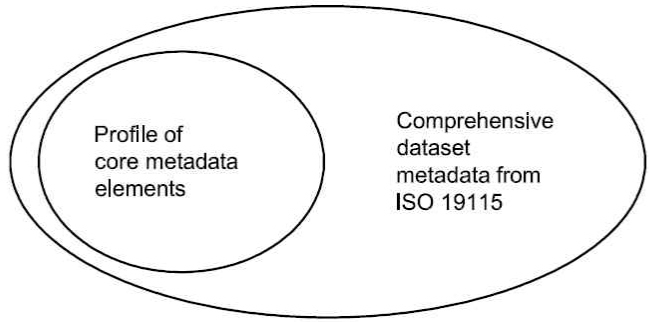 Profile of
core metadata
elements
Comprehensive
dataset
metadata from
ISO 19115